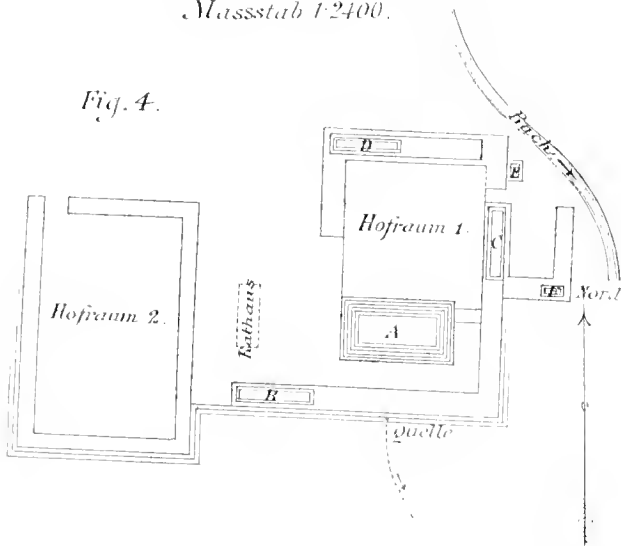 Massstab 1:2400.
Fig. 4.
Bach.
D
E
Hofraum 1.
C
F
Nord
Hofraum 2.
Rathaus
A
B
Quelle